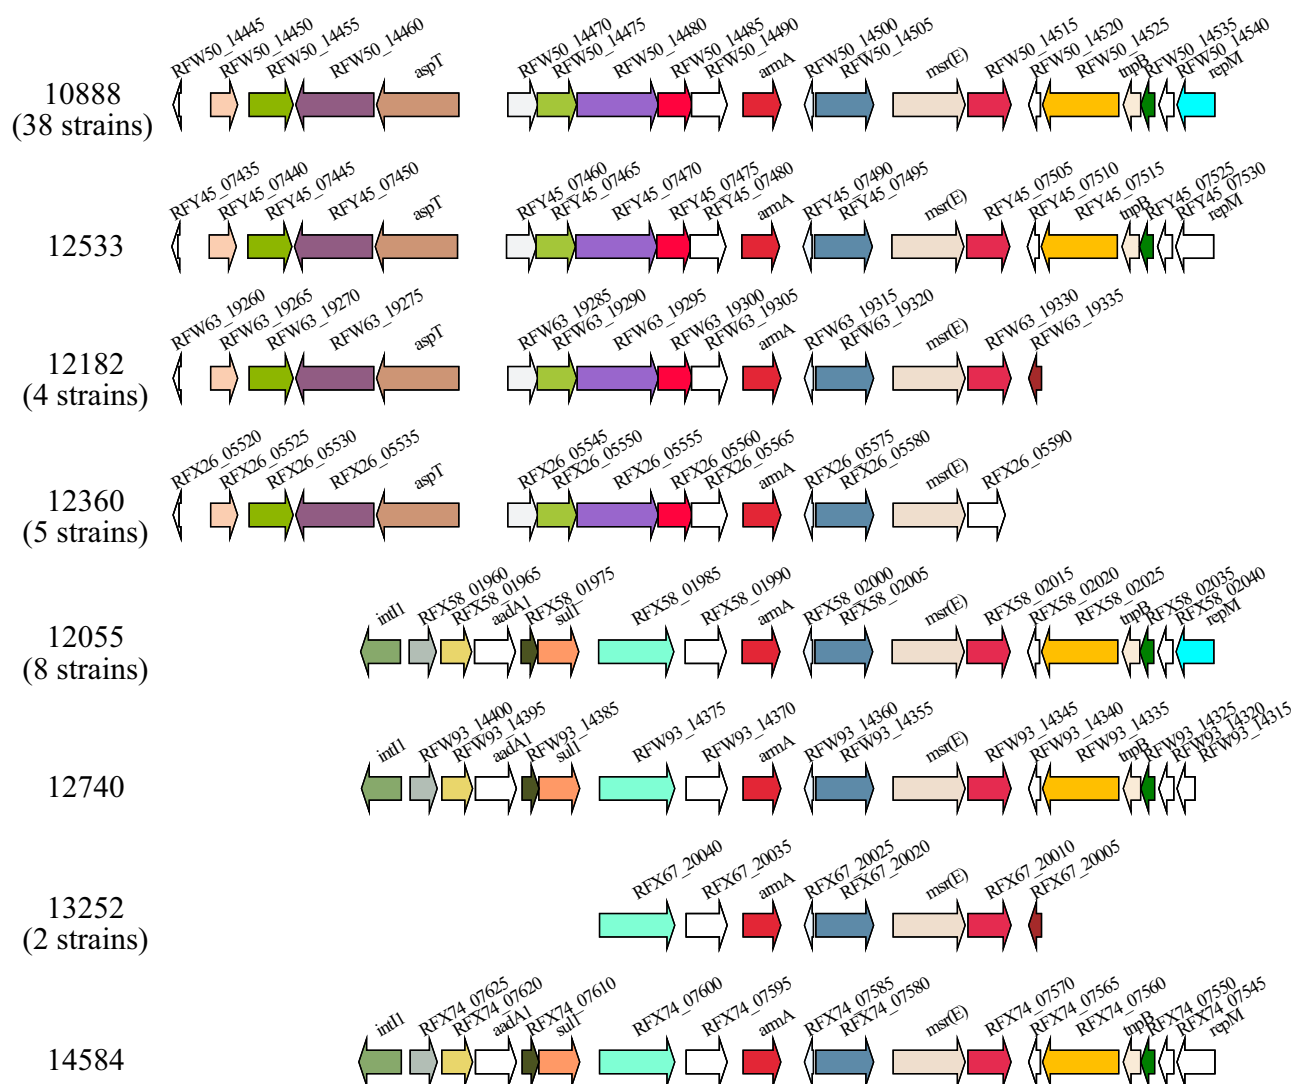 RFW50_14445 RFW50_14450 RFW50_14455 RFW50_14460 aspT RFW50_14470 RFW50_14475 RFW50_14480 RFW50_14485 RFW50_14490 armA RFW50_14500 RFW50_14505 msr(E) RFW50_14515 RFW50_14520 RFW50_14525 tnpB RFW50_14535 RFW50_14540 repM
10888
(38 strains)
RFY45_07435 RFY45_07440 RFY45_07445 RFY45_07450 aspT RFY45_07460 RFY45_07465 RFY45_07470 RFY45_07475 RFY45_07480 armA RFY45_07490 RFY45_07495 msr(E) RFY45_07505 RFY45_07510 RFY45_07515 tnpB RFY45_07525 RFY45_07530 repM
12533
RFW63_19260 RFW63_19265 RFW63_19270 RFW63_19275 aspT RFW63_19285 RFW63_19290 RFW63_19295 RFW63_19300 RFW63_19305 armA RFW63_19315 RFW63_19320 msr(E) RFW63_19330 RFW63_19335
12182
(4 strains)
RFX26_05520 RFX26_05525 RFX26_05530 RFX26_05535 aspT RFX26_05545 RFX26_05550 RFX26_05555 RFX26_05560 RFX26_05565 armA RFX26_05575 RFX26_05580 msr(E) RFX26_05590
12360
(5 strains)
intI1 RFX58_01960 RFX58_01965 aadA1 RFX58_01975 sul1 RFX58_01985 RFX58_01990 armA RFX58_02000 RFX58_02005 msr(E) RFX58_02015 RFX58_02020 RFX58_02025 tnpB RFX58_02035 RFX58_02040 repM
12055
(8 strains)
intI1 RFW93_14400 RFW93_14395 aadA1 RFW93_14385 sul1 RFW93_14375 RFW93_14370 armA RFW93_14360 RFW93_14355 msr(E) RFW93_14345 RFW93_14340 RFW93_14335 tnpB RFW93_14325 RFW93_14320 RFW93_14315
12740
RFX67_20040 RFX67_20035 armA RFX67_20025 RFX67_20020 msr(E) RFX67_20010 RFX67_20005
13252
(2 strains)
intI1 RFX74_07625 RFX74_07620 aadA1 RFX74_07610 sul1 RFX74_07600 RFX74_07595 armA RFX74_07585 RFX74_07580 msr(E) RFX74_07570 RFX74_07565 RFX74_07560 tnpB RFX74_07550 RFX74_07545 repM
14584